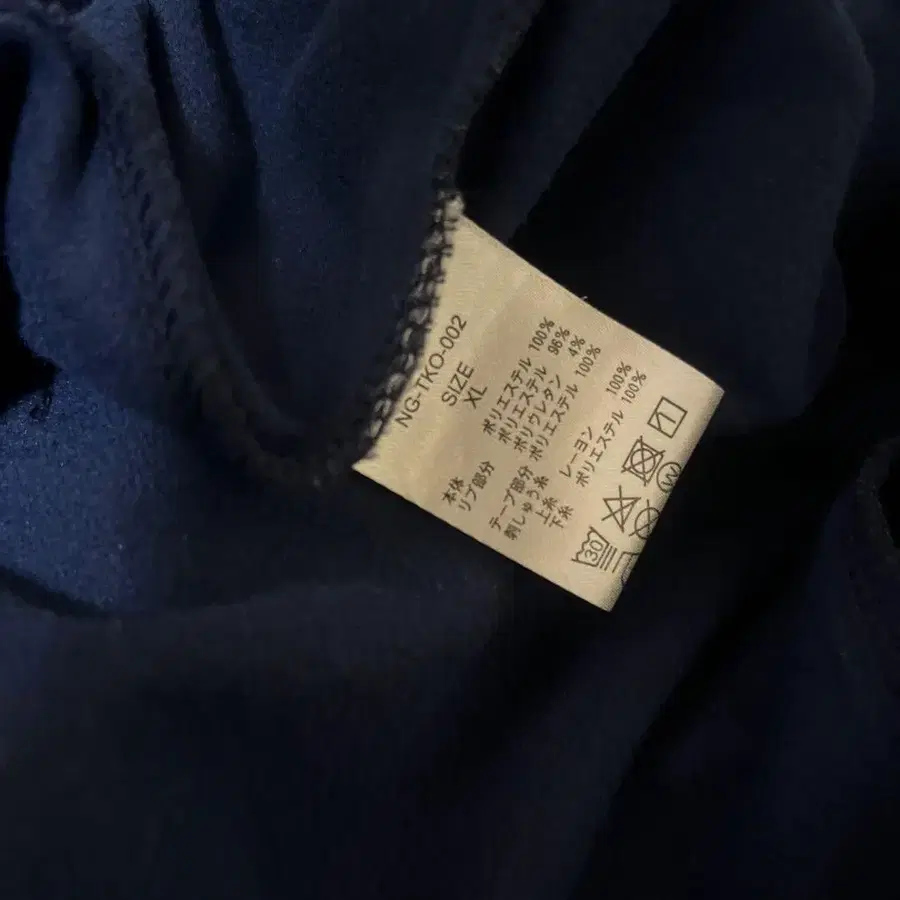 NG-TKO-002
SIZE
XL
本体 ポリエステル 100%
リブ部分 ポリエステル 96%
ポリウレタン 4%
テープ部分 ポリエステル 100%
刺しゅう糸
上糸 レーヨン 100%
下糸 ポリエステル 100%
30
W